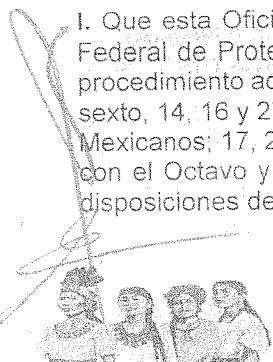 I. Que esta Ofici
Federal de Prote
procedimiento ad
sexto, 14, 16 y 2
Mexicanos; 17, 2
con el Octavo y
disposiciones de